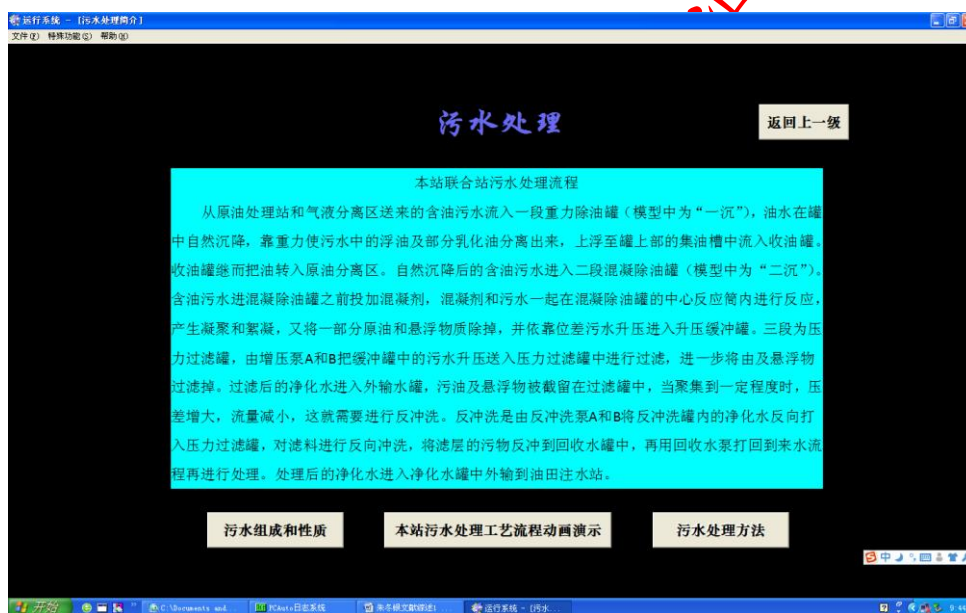 运行系统 - [污水处理简介]
文件(F) 特殊功能(S) 帮助(H)
污水处理
返回上一级
本站联合站污水处理流程
从原油处理站和气液分离区送来的含油污水流入一段重力除油罐（模型中为“一沉”），油水在罐
中自然沉降，靠重力使污水中的浮油及部分乳化油分离出来，上浮至罐上部的集油槽中流入收油罐。
收油罐继而把油转入原油分离区。自然沉降后的含油污水进入二段混凝除油罐（模型中为“二沉”）。
含油污水进混凝除油罐之前投加混凝剂，混凝剂和污水一起在混凝除油罐的中心反应筒内进行反应，
产生凝聚和絮凝，又将一部分原油和悬浮物质除掉，并依靠位差污水升压进入升压缓冲罐。三段为压
力过滤罐，由增压泵A和B把缓冲罐中的污水升压送入压力过滤罐中进行过滤，进一步将由及悬浮物
过滤掉。过滤后的净化水进入外输水罐，污油及悬浮物被截留在过滤罐中，当聚集到一定程度时，压
差增大，流量减小，这就需要进行反冲洗。反冲洗是由反冲洗泵A和B将反冲洗罐内的净化水反向打
入压力过滤罐，对滤料进行反向冲洗，将滤层的污物反冲到回收水罐中，再用回收水泵打回到来水流
程再进行处理。处理后的净化水进入净化水罐中外输到油田注水站。
污水组成和性质 本站污水处理工艺流程动画演示 污水处理方法
中
开始 C:\Documents and... PCAuto日志系统 运行系统 - [污水... 9:44